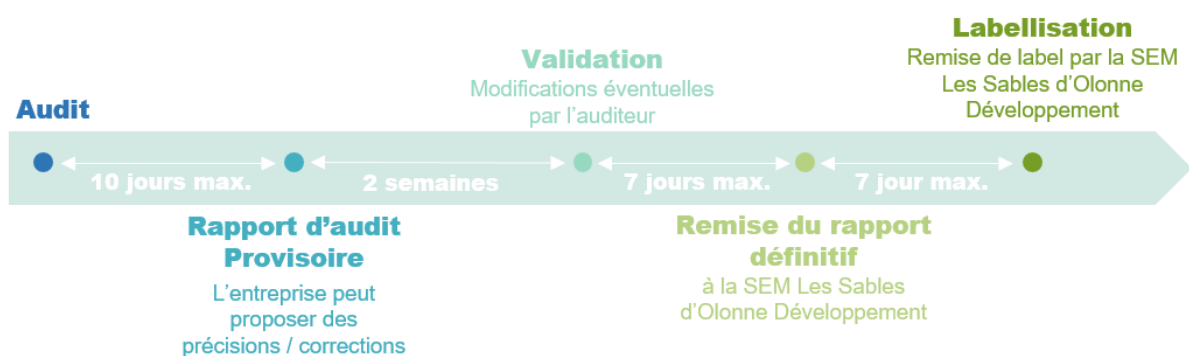 Audit
10 jours max.
Rapport d'audit
Provisoire
L'entreprise peut
proposer des
précisions / corrections
2 semaines
Validation
Modifications éventuelles
par l'auditeur
7 jours max.
Remise du rapport
définitif
à la SEM Les Sables
d'Olonne Développement
7 jour max.
Labellisation
Remise de label par la SEM
Les Sables d'Olonne
Développement